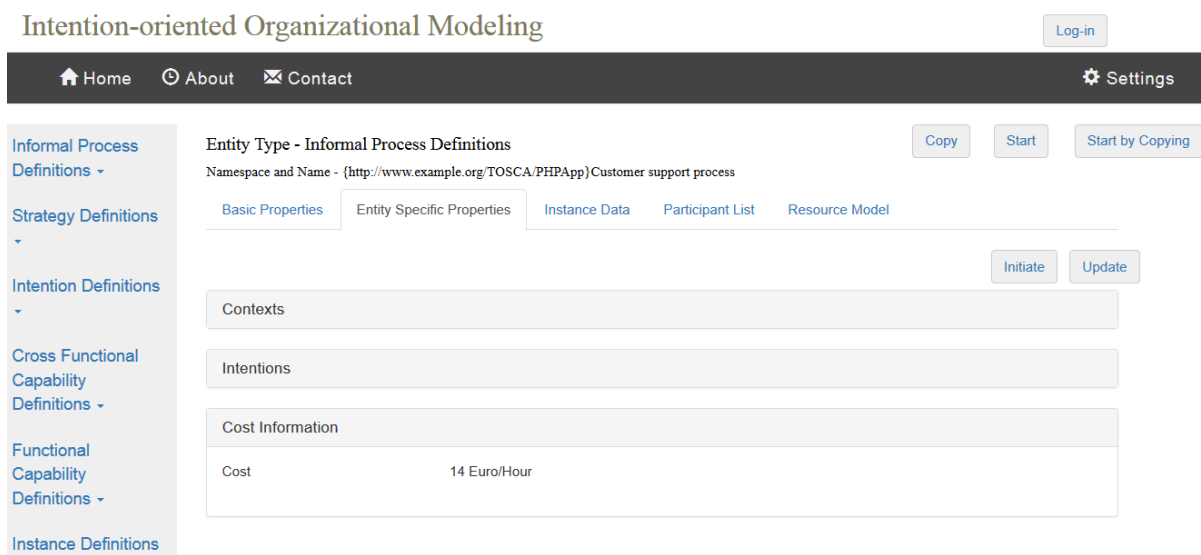 Intention-oriented Organizational Modeling
Log-in
Home About Contact Settings
Informal Process
Definitions
Strategy Definitions
Intention Definitions
Cross Functional
Capability
Definitions
Functional
Capability
Definitions
Instance Definitions
Entity Type - Informal Process Definitions
Copy Start Start by Copying
Namespace and Name - {http://www.example.org/TOSCA/PHPApp}Customer support process
Basic Properties Entity Specific Properties Instance Data Participant List Resource Model
Initiate Update
Contexts
Intentions
Cost Information
Cost 14 Euro/Hour